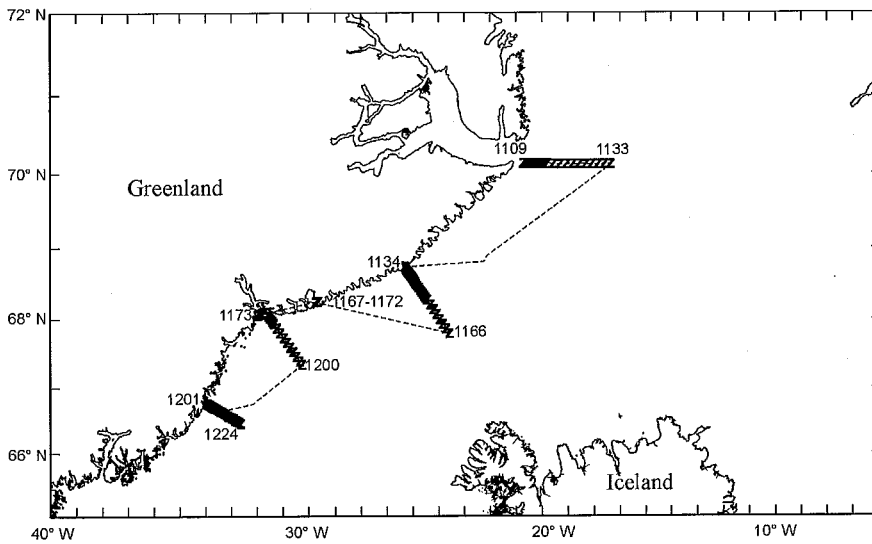 72° N
1109 1133
70° N
Greenland
1134
1167-1172
68° N
1173
1166
1200
1201
1224
66° N
Iceland
40° W 30° W 20° W 10° W